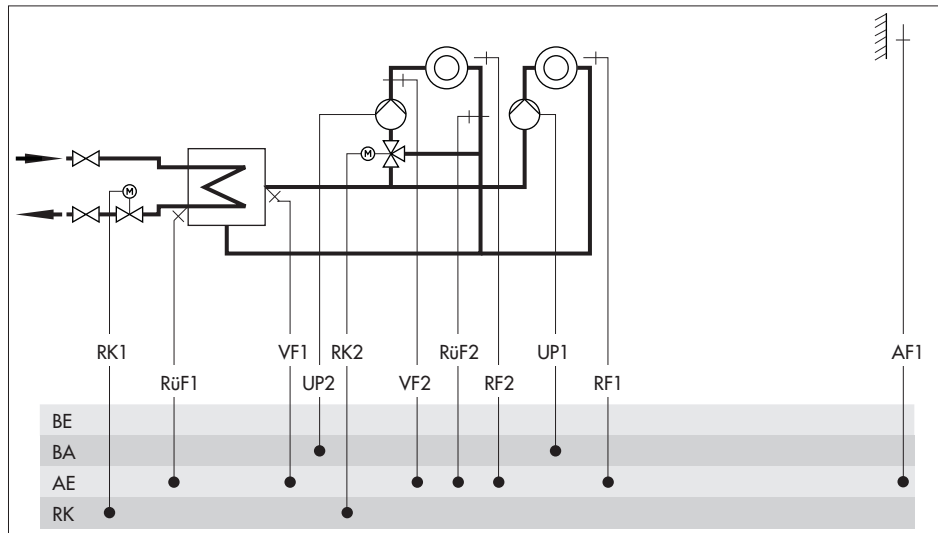 M
M
RK1 VF1 RK2 RüF2 UP1 AF1
RüF1 UP2 VF2 RF2 RF1
BE
BA
AE
RK